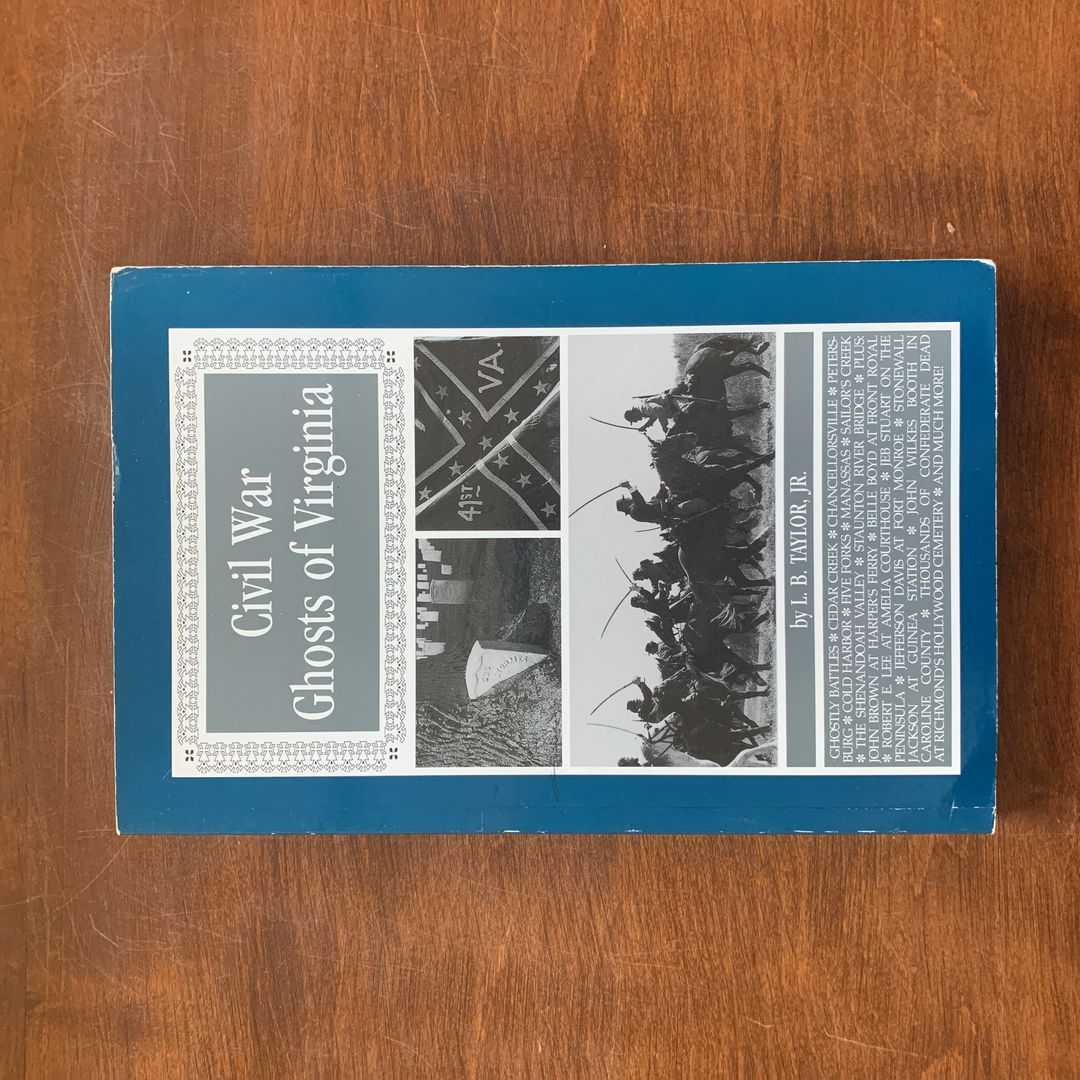 Civil War
Ghosts of Virginia
41ST
VA.
by L. B. TAYLOR, JR.
GHOSTLY BATTLES * CEDAR CREEK * CHANCELLORSVILLE * PETERS-
BURG * COLD HARBOR * FIVE FORKS * MANASSAS * SAILOR'S CREEK
* THE SHENANDOAH VALLEY * STAUNTON RIVER BRIDGE * PLUS:
JOHN BROWN AT HARPER'S FERRY * BELLE BOYD AT FRONT ROYAL
* ROBERT E. LEE AT AMELIA COURTHOUSE * JEB STUART ON THE
PENINSULA * JEFFERSON DAVIS AT FORT MONROE * STONEWALL
JACKSON AT GUINEA STATION * JOHN WILKES BOOTH IN
CAROLINE COUNTY * THOUSANDS OF CONFEDERATE DEAD
AT RICHMOND'S HOLLYWOOD CEMETERY * AND MUCH MORE!